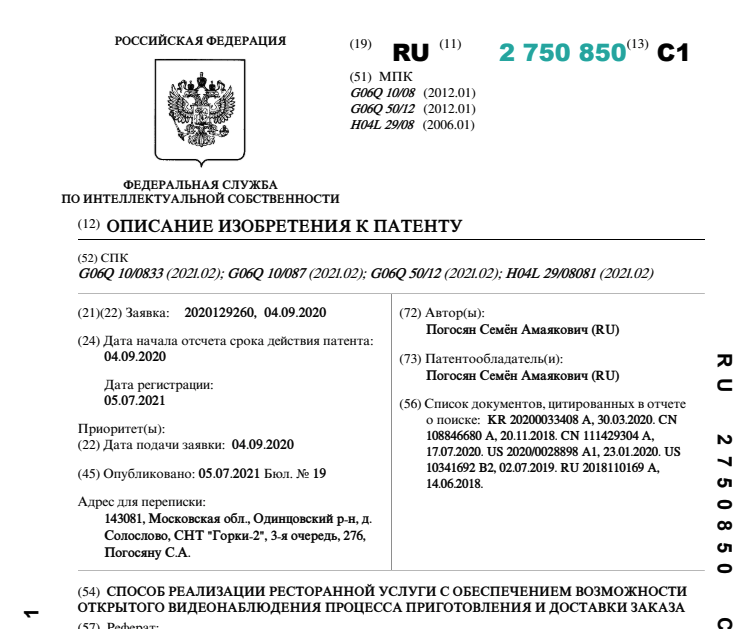 РОССИЙСКАЯ ФЕДЕРАЦИЯ
ФЕДЕРАЛЬНАЯ СЛУЖБА
ПО ИНТЕЛЛЕКТУАЛЬНОЙ СОБСТВЕННОСТИ
(19) RU (11) 2 750 850 (13) C1
(51) МПК
G06Q 10/08 (2012.01)
G06Q 50/12 (2012.01)
H04L 29/08 (2006.01)
(12) ОПИСАНИЕ ИЗОБРЕТЕНИЯ К ПАТЕНТУ
(52) СПК
G06Q 10/0833 (2021.02); G06Q 10/087 (2021.02); G06Q 50/12 (2021.02); H04L 29/08081 (2021.02)
(21)(22) Заявка: 2020129260, 04.09.2020
(24) Дата начала отсчета срока действия патента:
04.09.2020
Дата регистрации:
05.07.2021
Приоритет(ы):
(22) Дата подачи заявки: 04.09.2020
(45) Опубликовано: 05.07.2021 Бюл. № 19
Адрес для переписки:
143081, Московская обл., Одинцовский р-н, д.
Солослово, СНТ "Горки-2", 3-я очередь, 276,
Погосяну С.А.
(72) Автор(ы):
Погосян Семён Амаякович (RU)
(73) Патентообладатель(и):
Погосян Семён Амаякович (RU)
(56) Список документов, цитированных в отчете
о поиске: KR 20200033408 A, 30.03.2020. CN
108846680 A, 20.11.2018. CN 111429304 A,
17.07.2020. US 2020/0028898 A1, 23.01.2020. US
10341692 B2, 02.07.2019. RU 2018110169 A,
14.06.2018.
(54) СПОСОБ РЕАЛИЗАЦИИ РЕСТОРАННОЙ УСЛУГИ С ОБЕСПЕЧЕНИЕМ ВОЗМОЖНОСТИ
ОТКРЫТОГО ВИДЕОНАБЛЮДЕНИЯ ПРОЦЕССА ПРИГОТОВЛЕНИЯ И ДОСТАВКИ ЗАКАЗА
(57) Реферат:
RU 2750850 C
1